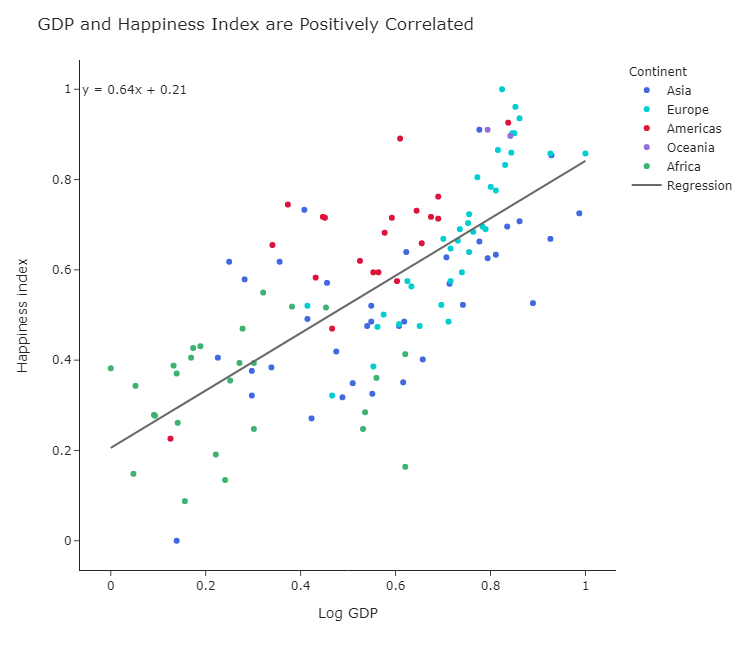 GDP and Happiness Index are Positively Correlated
y = 0.64x + 0.21
Continent
Asia
Europe
Americas
Oceania
Africa
Regression
Happiness index
1
0.8
0.6
0.4
0.2
0
0 0.2 0.4 0.6 0.8 1
Log GDP